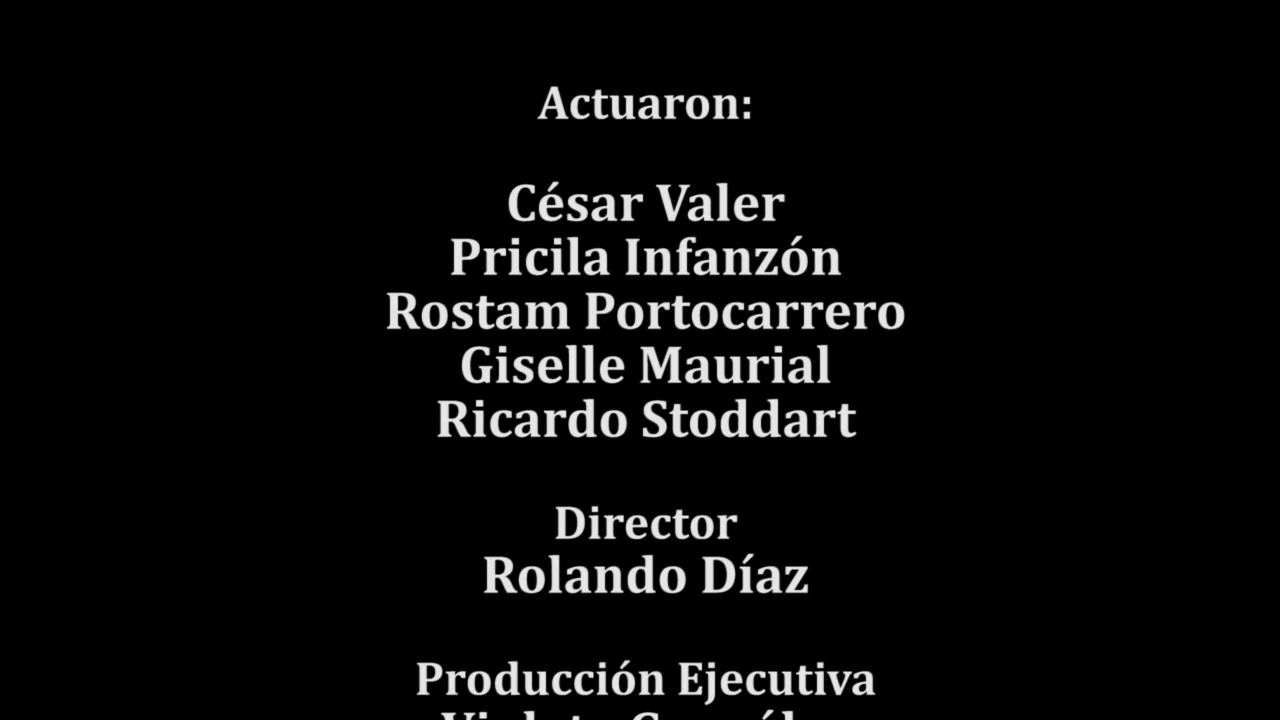 Actuaron:
César Valer
Pricila Infanzón
Rostam Portocarrero
Giselle Maurial
Ricardo Stoddart
Director
Rolando Díaz
Producción Ejecutiva